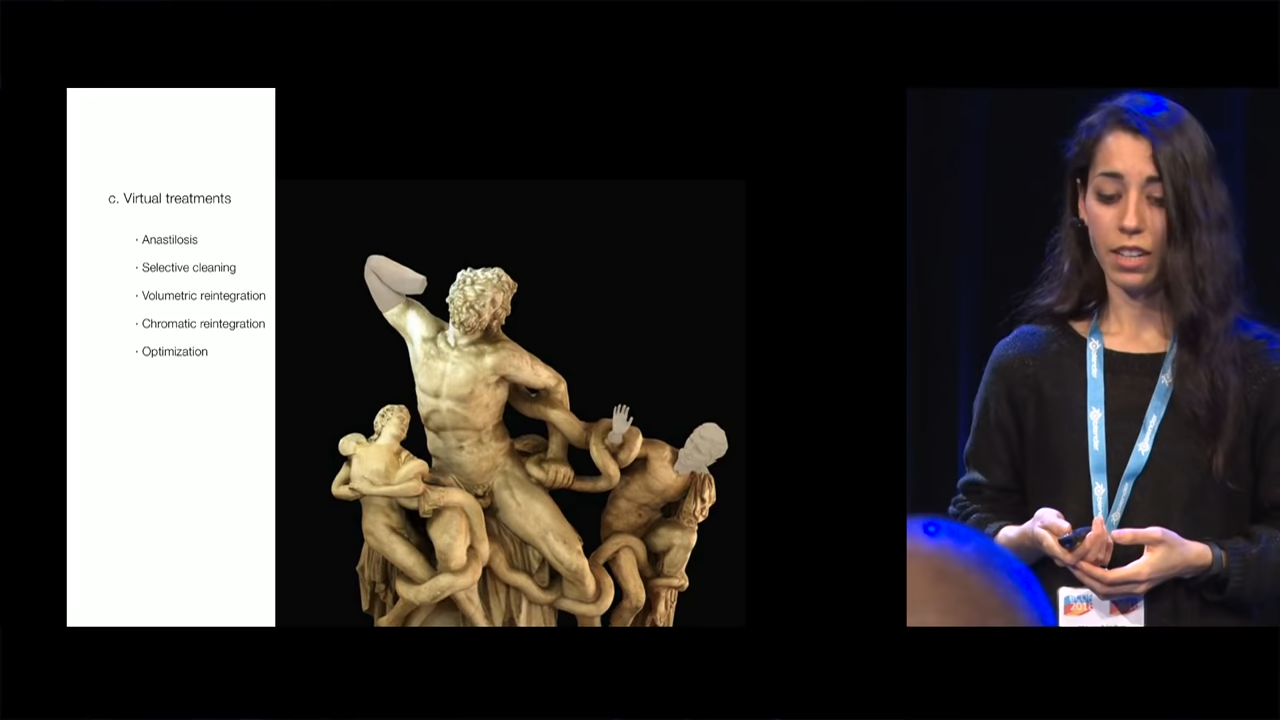 c. Virtual treatments
· Anastilosis
· Selective cleaning
· Volumetric reintegration
· Chromatic reintegration
· Optimization